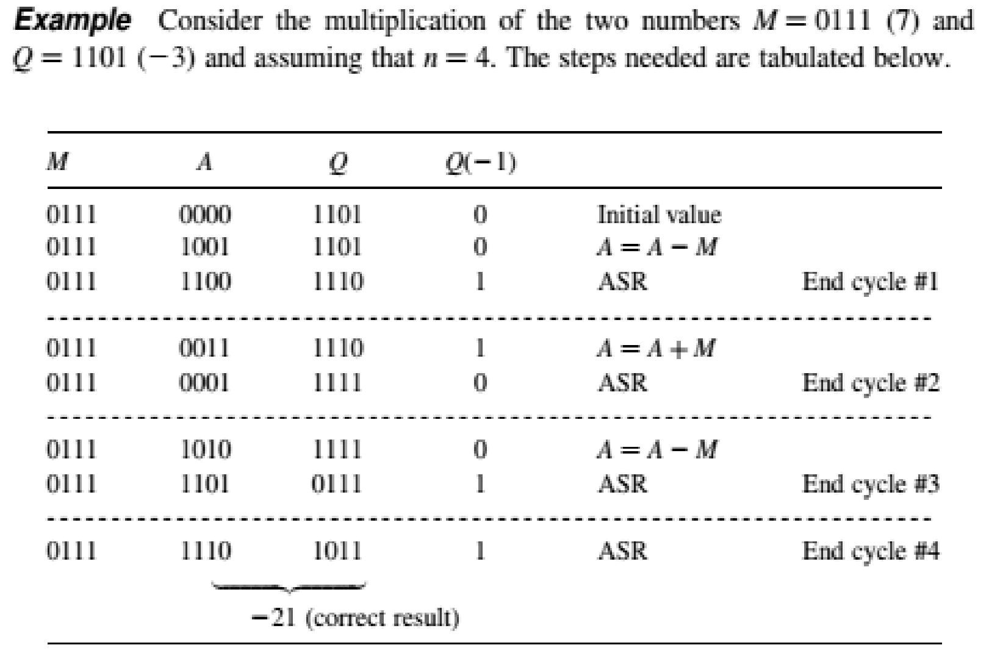 Example Consider the multiplication of the two numbers M = 0111 (7) and
Q = 1101 (−3) and assuming that n = 4. The steps needed are tabulated below.
M A Q Q(−1)
0111 0000 1101 0 Initial value
0111 1001 1101 0 A = A − M
0111 1100 1110 1 ASR End cycle #1
0111 0011 1110 1 A = A + M
0111 0001 1111 0 ASR End cycle #2
0111 1010 1111 0 A = A − M
0111 1101 0111 1 ASR End cycle #3
0111 1110 1011 1 ASR End cycle #4
−21 (correct result)